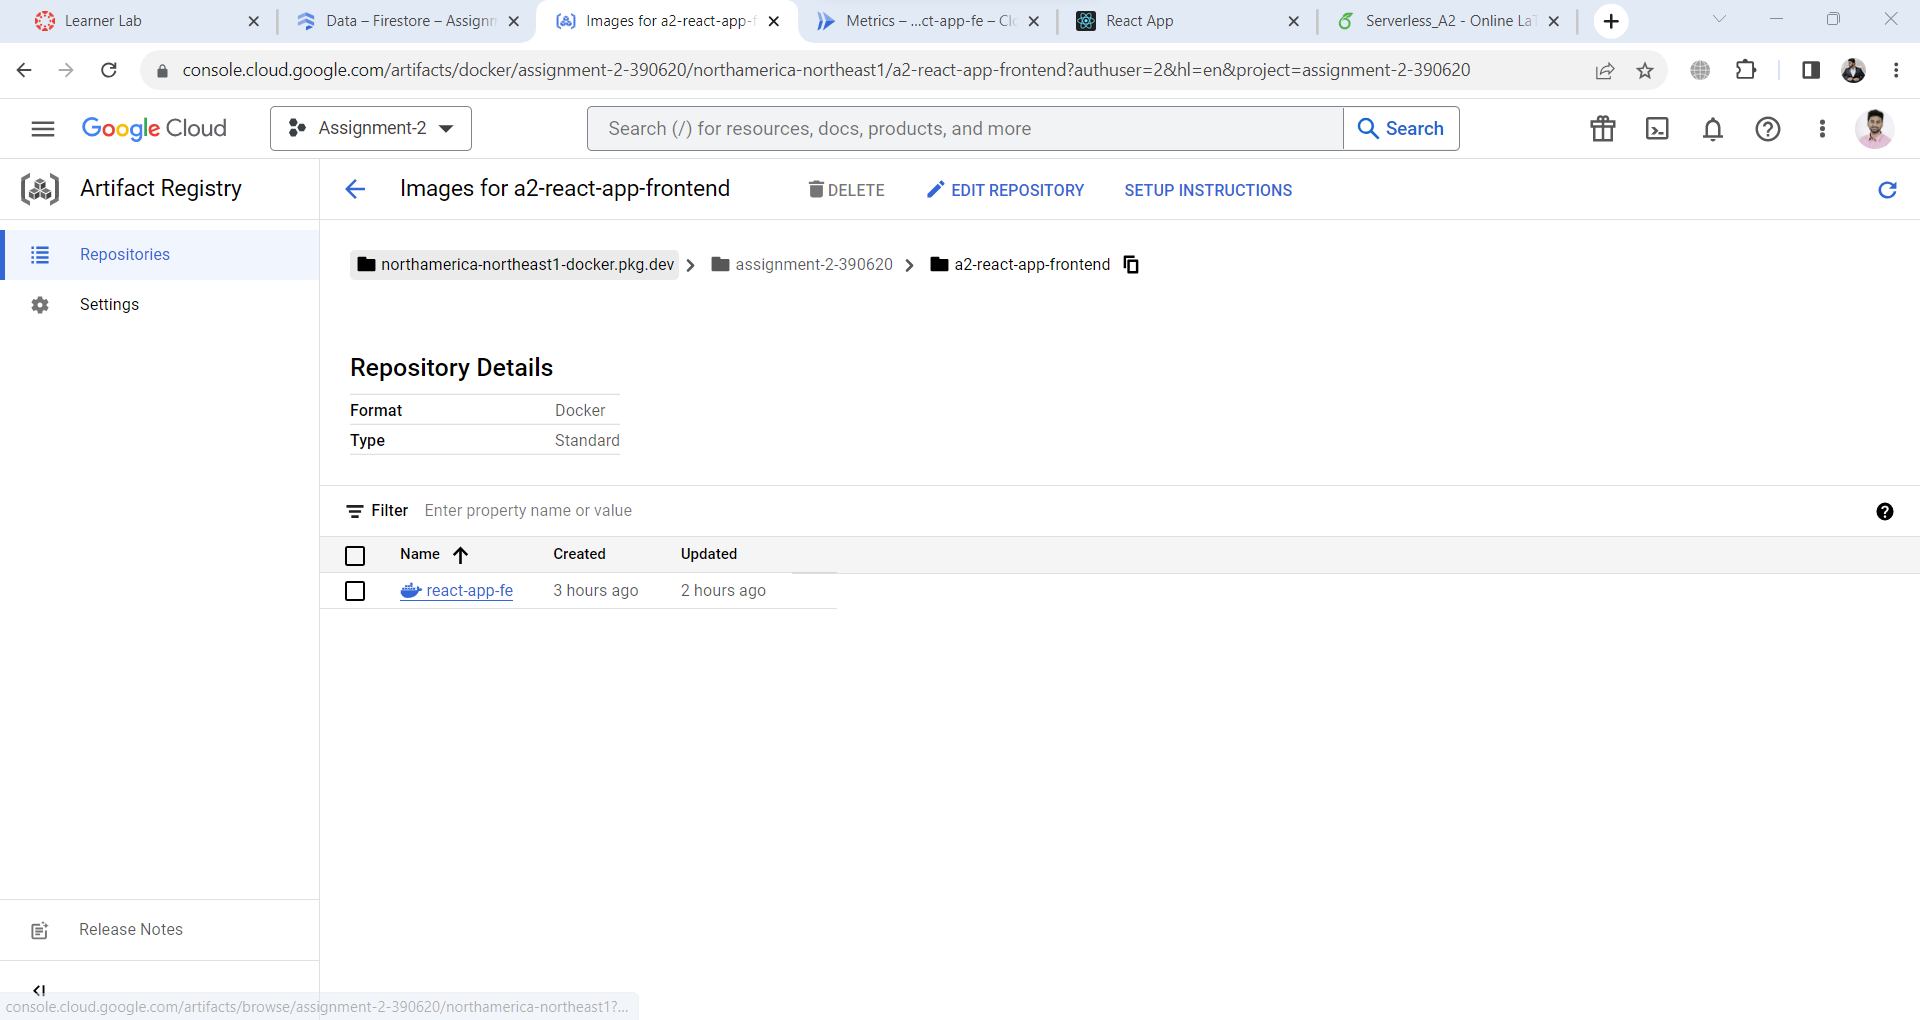 Learner Lab
Data – Firestore – Assignm
Images for a2-react-app-f
Metrics – ...ct-app-fe – Clo
React App
Serverless_A2 - Online LaT
console.cloud.google.com/artifacts/docker/assignment-2-390620/northamerica-northeast1/a2-react-app-frontend?authuser=2&hl=en&project=assignment-2-390620
Google Cloud
Assignment-2
Search (/) for resources, docs, products, and more
Search
Artifact Registry
Images for a2-react-app-frontend
DELETE
EDIT REPOSITORY
SETUP INSTRUCTIONS
Repositories
Settings
northamerica-northeast1-docker.pkg.dev
assignment-2-390620
a2-react-app-frontend
Repository Details
Format Docker
Type Standard
Filter Enter property name or value
Name Created Updated
react-app-fe 3 hours ago 2 hours ago
Release Notes
console.cloud.google.com/artifacts/browse/assignment-2-390620/northamerica-northeast1?...